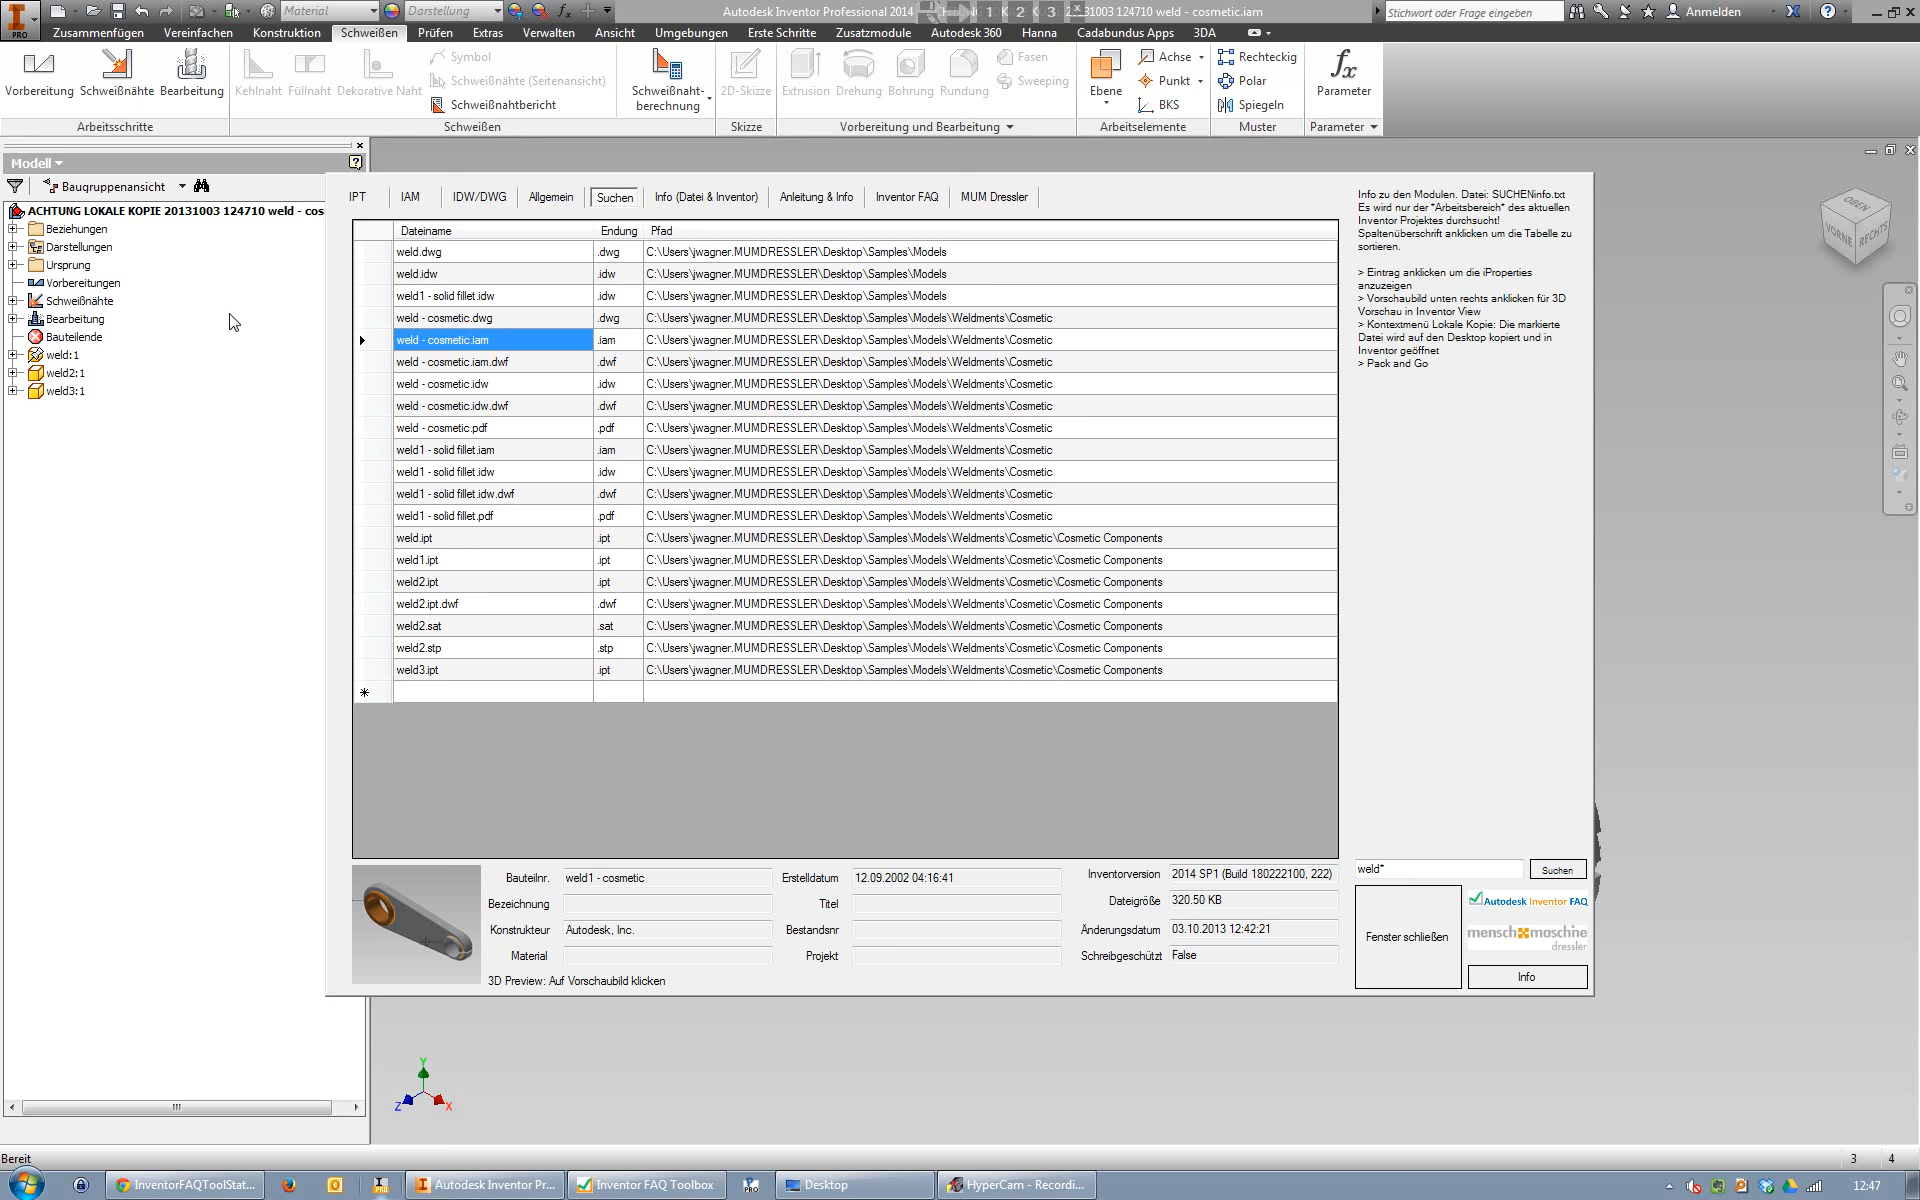 Material
Darstellung
Autodesk Inventor Professional 2014
1 K 2 K 3
20131003 124710 weld - cosmetic.iam
Stichwort oder Frage eingeben
Anmelden
PRO
Zusammenfügen Vereinfachen Konstruktion Schweißen Prüfen Extras Verwalten Ansicht Umgebungen Erste Schritte Zusatzmodule Autodesk 360 Hanna Cadabundus Apps 3DA
Vorbereitung Schweißnähte Bearbeitung
Arbeitsschritte
Kehlnaht Füllnaht Dekorative Naht
Symbol
Schweißnähte (Seitenansicht)
Schweißnahtbericht
Schweißnaht-
berechnung
Schweißen
2D-Skizze
Skizze
Extrusion Drehung Bohrung Rundung
Fasen
Sweeping
Vorbereitung und Bearbeitung
Ebene
Achse
Punkt
BKS
Arbeitselemente
Rechteckig
Polar
Spiegeln
Muster
Parameter
Parameter
Modell
Baugruppenansicht
ACHTUNG LOKALE KOPIE 20131003 124710 weld - cos
Beziehungen
Darstellungen
Ursprung
Vorbereitungen
Schweißnähte
Bearbeitung
Bauteilende
weld:1
weld2:1
weld3:1
IPT IAM IDW/DWG Allgemein Suchen Info (Datei & Inventor) Anleitung & Info Inventor FAQ MUM Dressler
Dateiname Endung Pfad
weld.dwg .dwg C:\Users\jwagner.MUMDRESSLER\Desktop\Samples\Models
weld.idw .idw C:\Users\jwagner.MUMDRESSLER\Desktop\Samples\Models
weld1 - solid fillet.idw .idw C:\Users\jwagner.MUMDRESSLER\Desktop\Samples\Models
weld - cosmetic.dwg .dwg C:\Users\jwagner.MUMDRESSLER\Desktop\Samples\Models\Weldments\Cosmetic
weld - cosmetic.iam .iam C:\Users\jwagner.MUMDRESSLER\Desktop\Samples\Models\Weldments\Cosmetic
weld - cosmetic.iam.dwf .dwf C:\Users\jwagner.MUMDRESSLER\Desktop\Samples\Models\Weldments\Cosmetic
weld - cosmetic.idw .idw C:\Users\jwagner.MUMDRESSLER\Desktop\Samples\Models\Weldments\Cosmetic
weld - cosmetic.idw.dwf .dwf C:\Users\jwagner.MUMDRESSLER\Desktop\Samples\Models\Weldments\Cosmetic
weld - cosmetic.pdf .pdf C:\Users\jwagner.MUMDRESSLER\Desktop\Samples\Models\Weldments\Cosmetic
weld1 - solid fillet.iam .iam C:\Users\jwagner.MUMDRESSLER\Desktop\Samples\Models\Weldments\Cosmetic
weld1 - solid fillet.idw .idw C:\Users\jwagner.MUMDRESSLER\Desktop\Samples\Models\Weldments\Cosmetic
weld1 - solid fillet.idw.dwf .dwf C:\Users\jwagner.MUMDRESSLER\Desktop\Samples\Models\Weldments\Cosmetic
weld1 - solid fillet.pdf .pdf C:\Users\jwagner.MUMDRESSLER\Desktop\Samples\Models\Weldments\Cosmetic
weld.ipt .ipt C:\Users\jwagner.MUMDRESSLER\Desktop\Samples\Models\Weldments\Cosmetic\Cosmetic Components
weld1.ipt .ipt C:\Users\jwagner.MUMDRESSLER\Desktop\Samples\Models\Weldments\Cosmetic\Cosmetic Components
weld2.ipt .ipt C:\Users\jwagner.MUMDRESSLER\Desktop\Samples\Models\Weldments\Cosmetic\Cosmetic Components
weld2.ipt.dwf .dwf C:\Users\jwagner.MUMDRESSLER\Desktop\Samples\Models\Weldments\Cosmetic\Cosmetic Components
weld2.sat .sat C:\Users\jwagner.MUMDRESSLER\Desktop\Samples\Models\Weldments\Cosmetic\Cosmetic Components
weld2.stp .stp C:\Users\jwagner.MUMDRESSLER\Desktop\Samples\Models\Weldments\Cosmetic\Cosmetic Components
weld3.ipt .ipt C:\Users\jwagner.MUMDRESSLER\Desktop\Samples\Models\Weldments\Cosmetic\Cosmetic Components
Info zu den Modulen. Datei: SUCHENinfo.txt
Es wird nur der *Arbeitsbereich* des aktuellen
Inventor Projektes durchsucht!
Spaltenüberschrift anklicken um die Tabelle zu
sortieren.
> Eintrag anklicken um die iProperties
anzuzeigen
> Vorschaubild unten rechts anklicken für 3D
Vorschau in Inventor View
> Kontextmenü Lokale Kopie: Die markierte
Datei wird auf den Desktop kopiert und in
Inventor geöffnet
> Pack and Go
OBEN
VORNE
RECHTS
weld*
Suchen
Fenster schließen
Autodesk Inventor FAQ
mensch maschine
dressler
Info
Bauteilnr. weld1 - cosmetic Erstelldatum 12.09.2002 04:16:41 Inventorversion 2014 SP1 (Build 180222100, 222)
Bezeichnung Titel Dateigröße 320.50 KB
Konstrukteur Autodesk, Inc. Bestandsnr Änderungsdatum 03.10.2013 12:42:21
Material Projekt Schreibgeschützt False
3D Preview: Auf Vorschaubild klicken
Y
Z
X
Bereit
3 4
InventorFAQToolStat...
Autodesk Inventor Pr...
Inventor FAQ Toolbox
PRO
Desktop
HyperCam - Recordi...
12:47